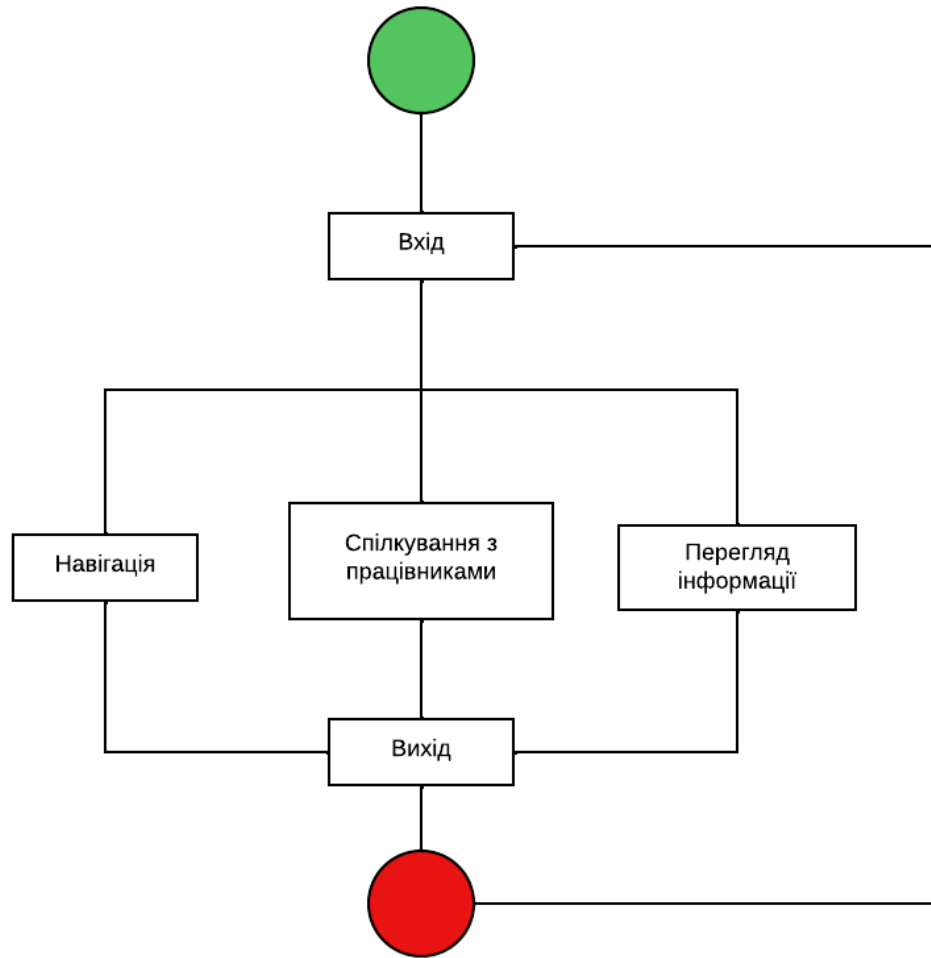 Вхід
Навігація
Спілкування з
працівниками
Перегляд
інформації
Вихід